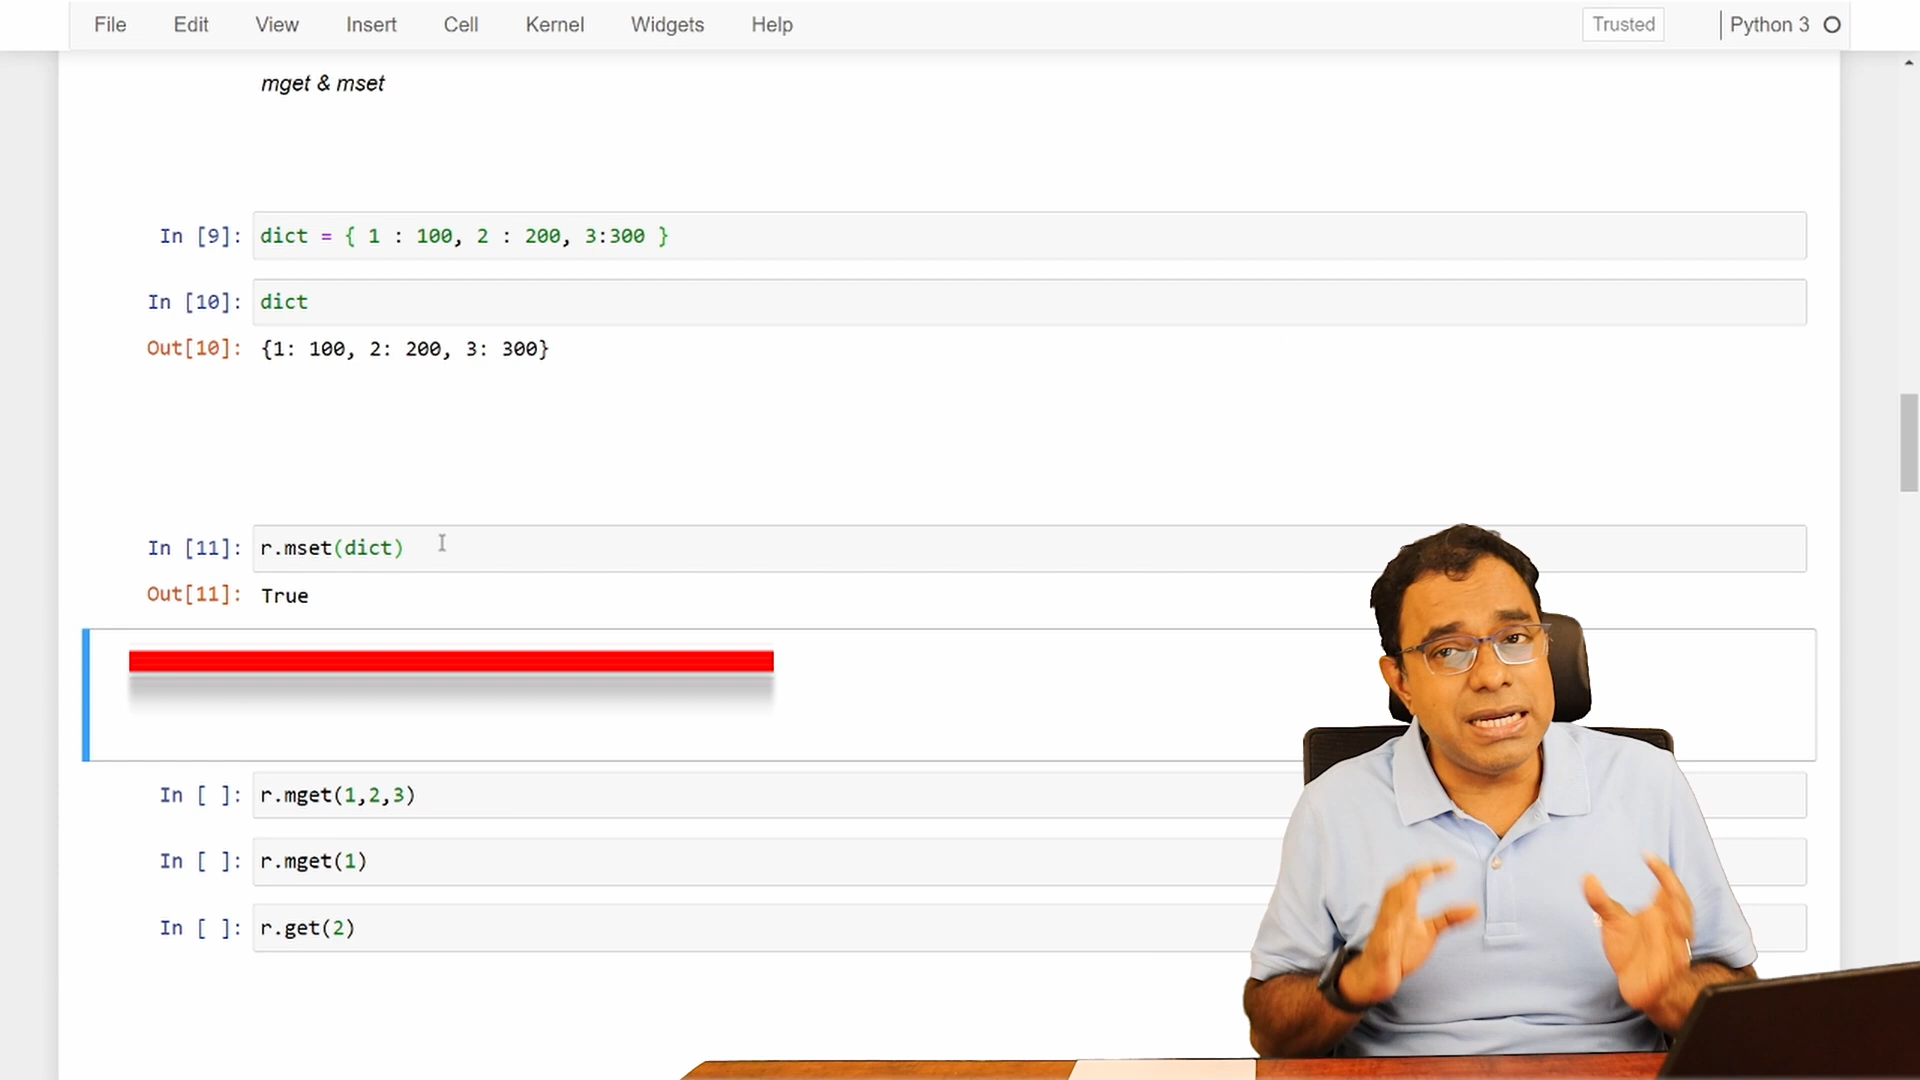 File Edit View Insert Cell Kernel Widgets Help Trusted Python 3
mget & mset
In [9]: dict = { 1 : 100, 2 : 200, 3:300 }
In [10]: dict
Out[10]: {1: 100, 2: 200, 3: 300}
In [11]: r.mset(dict)
Out[11]: True
In [ ]: r.mget(1,2,3)
In [ ]: r.mget(1)
In [ ]: r.get(2)